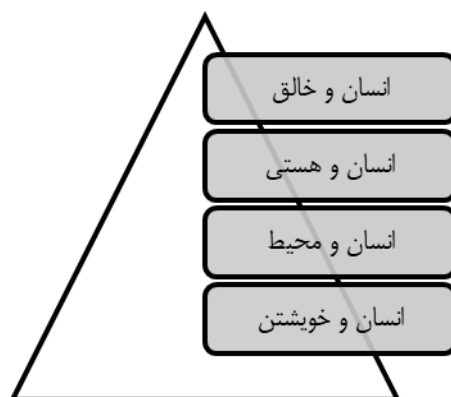 انسان و خالق
انسان و هستی
انسان و محیط
انسان و خویشتن